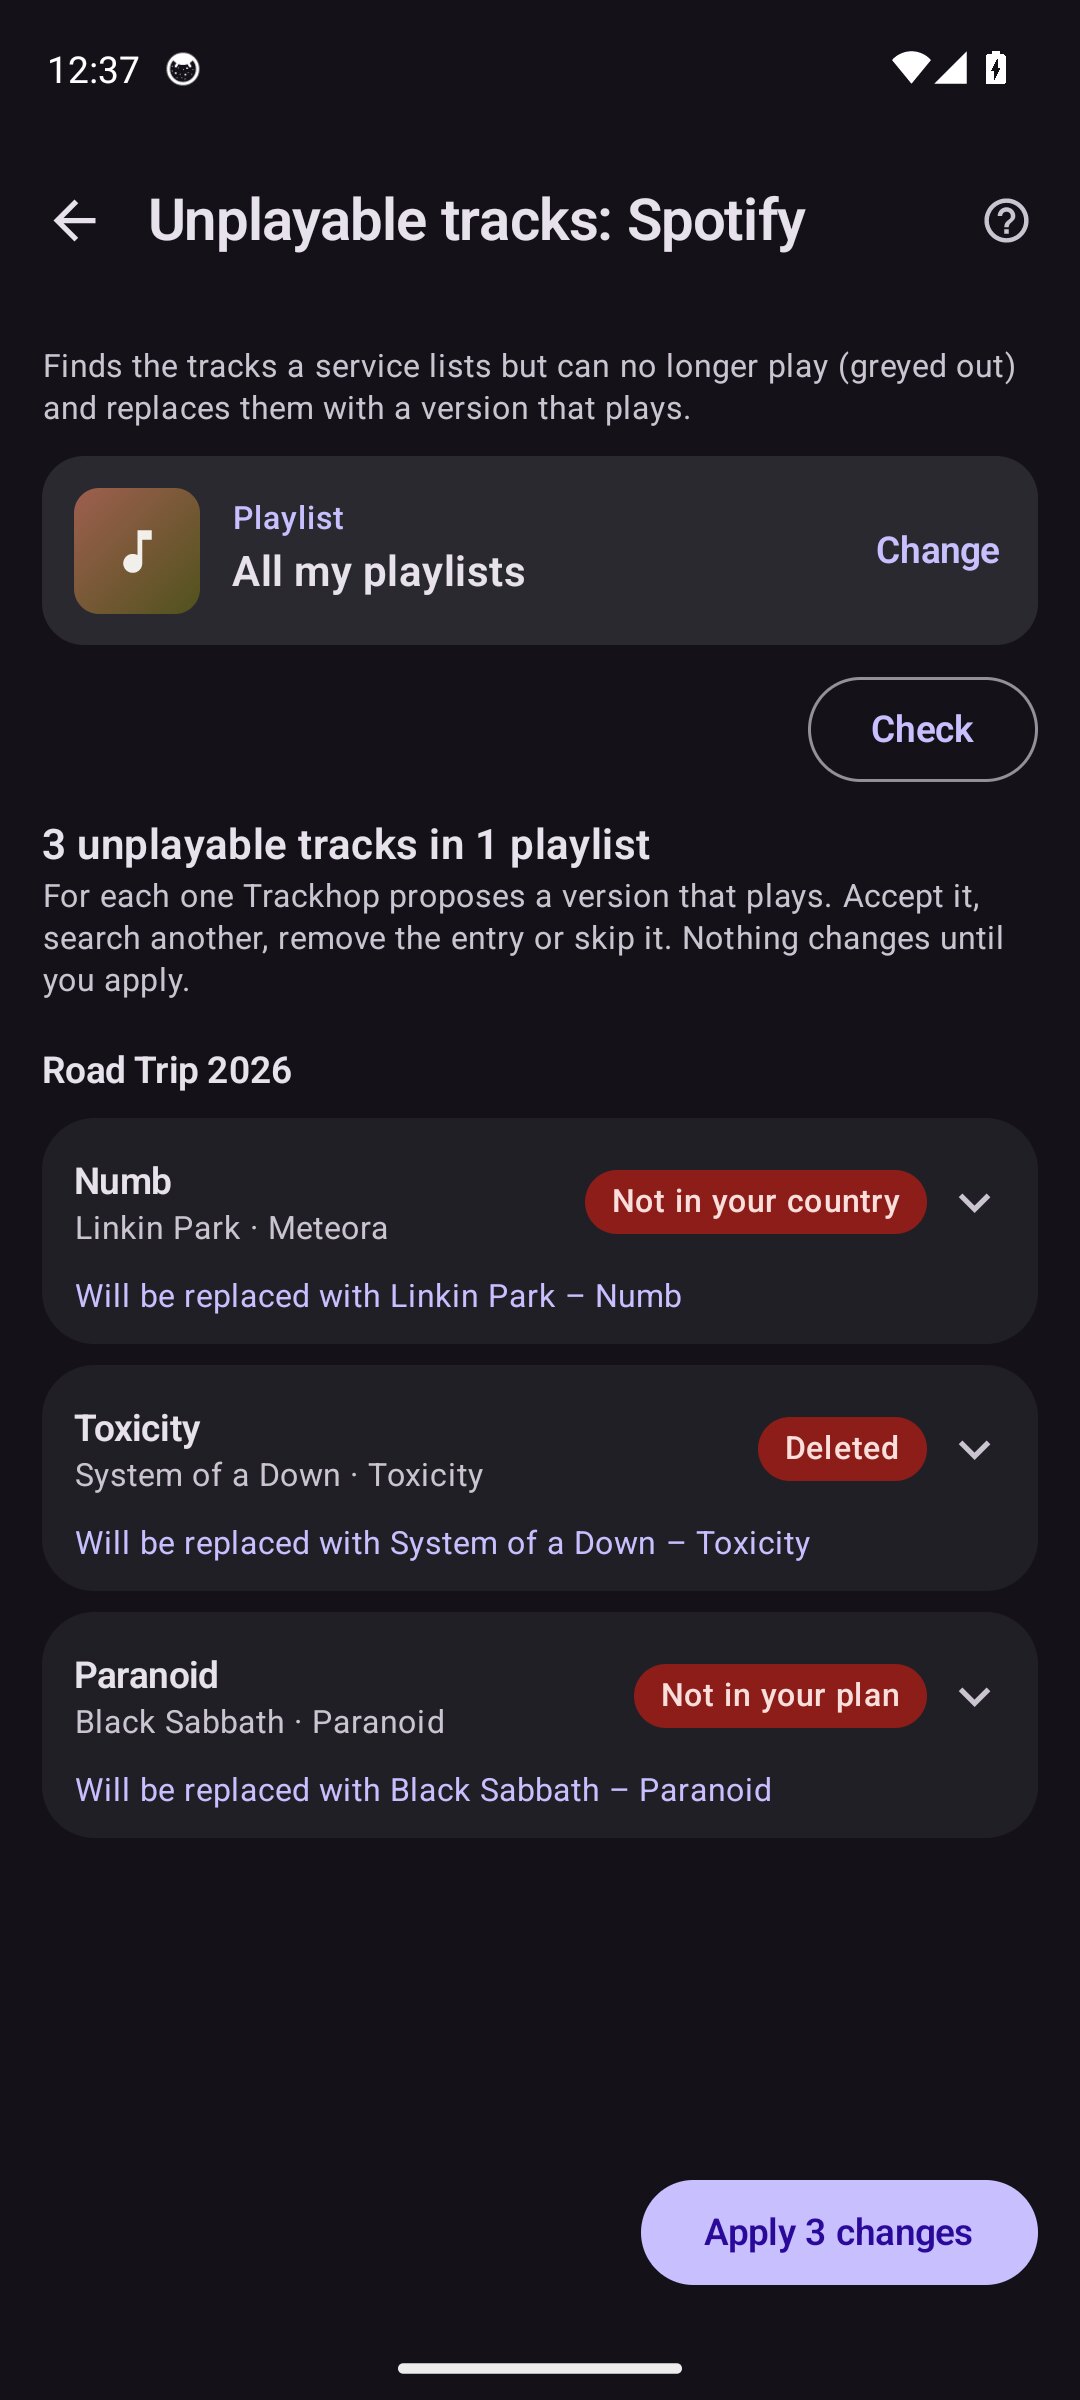 12:37
Unplayable tracks: Spotify
Finds the tracks a service lists but can no longer play (greyed out)
and replaces them with a version that plays.
Playlist
All my playlists
Change
Check
3 unplayable tracks in 1 playlist
For each one Trackhop proposes a version that plays. Accept it,
search another, remove the entry or skip it. Nothing changes until
you apply.
Road Trip 2026
Numb
Linkin Park · Meteora
Not in your country
Will be replaced with Linkin Park – Numb
Toxicity
System of a Down · Toxicity
Deleted
Will be replaced with System of a Down – Toxicity
Paranoid
Black Sabbath · Paranoid
Not in your plan
Will be replaced with Black Sabbath – Paranoid
Apply 3 changes